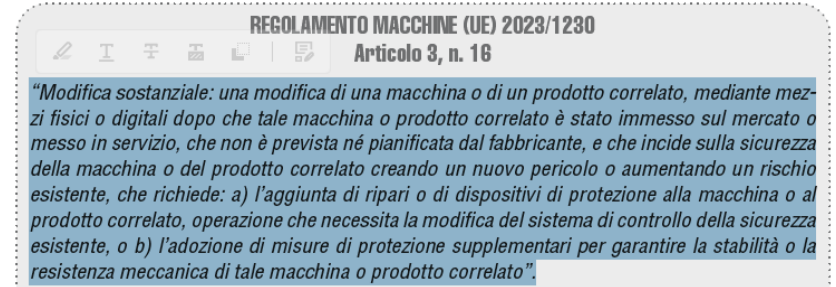 REGOLAMENTO MACCHINE (UE) 2023/1230
Articolo 3, n. 16
“Modifica sostanziale: una modifica di una macchina o di un prodotto correlato, mediante mez-
zi fisici o digitali dopo che tale macchina o prodotto correlato è stato immesso sul mercato o
messo in servizio, che non è prevista né pianificata dal fabbricante, e che incide sulla sicurezza
della macchina o del prodotto correlato creando un nuovo pericolo o aumentando un rischio
esistente, che richiede: a) l’aggiunta di ripari o di dispositivi di protezione alla macchina o al
prodotto correlato, operazione che necessita la modifica del sistema di controllo della sicurezza
esistente, o b) l’adozione di misure di protezione supplementari per garantire la stabilità o la
resistenza meccanica di tale macchina o prodotto correlato”.